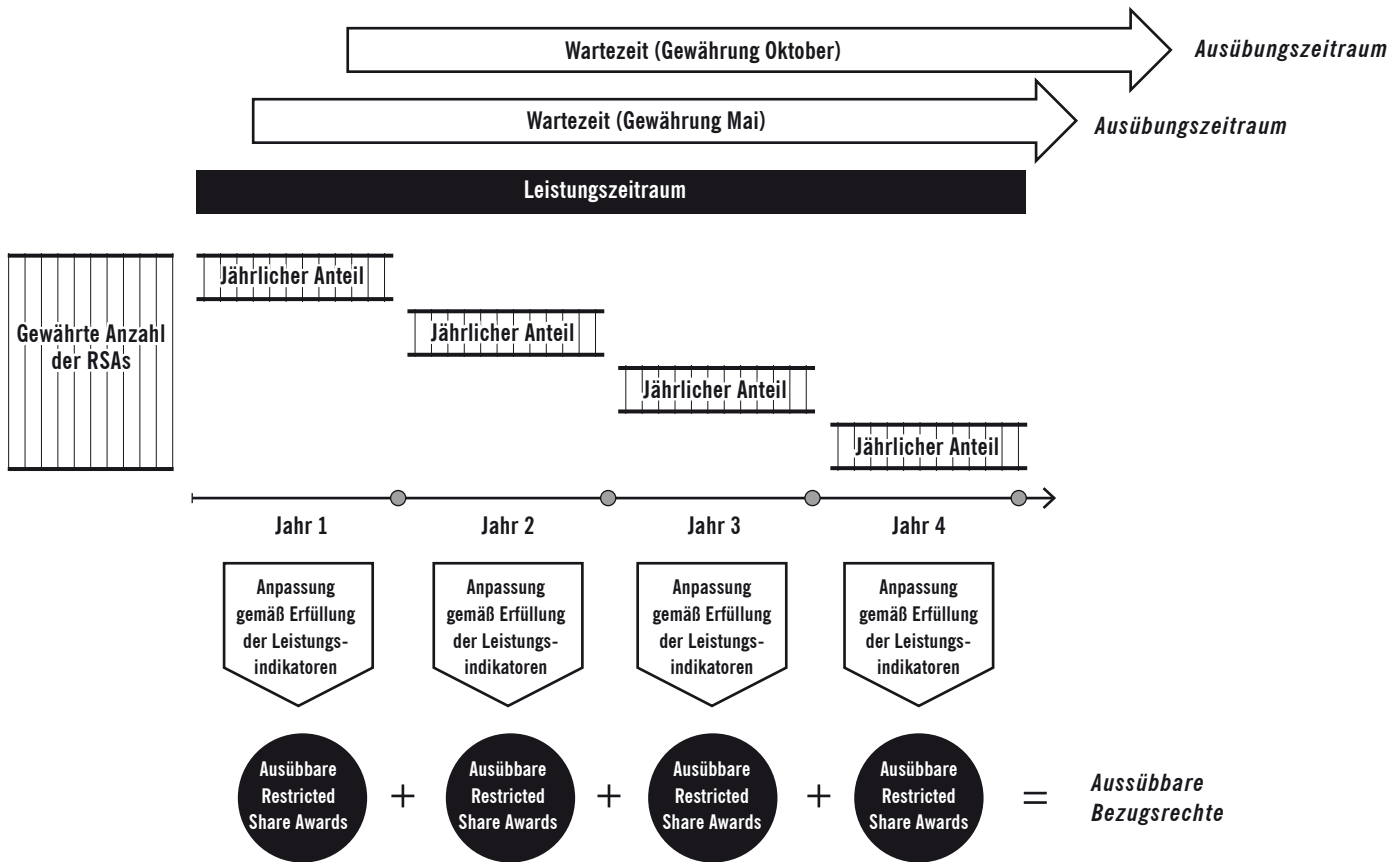 Wartezeit (Gewährung Oktober)
Ausübungszeitraum
Wartezeit (Gewährung Mai)
Ausübungszeitraum
Leistungszeitraum
Gewährte Anzahl
der RSAs
Jährlicher Anteil
Jährlicher Anteil
Jährlicher Anteil
Jährlicher Anteil
Jahr 1
Jahr 2
Jahr 3
Jahr 4
Anpassung
gemäß Erfüllung
der Leistungs-
indikatoren
Anpassung
gemäß Erfüllung
der Leistungs-
indikatoren
Anpassung
gemäß Erfüllung
der Leistungs-
indikatoren
Anpassung
gemäß Erfüllung
der Leistungs-
indikatoren
Ausübbare
Restricted
Share Awards
+
Ausübbare
Restricted
Share Awards
+
Ausübbare
Restricted
Share Awards
+
Ausübbare
Restricted
Share Awards
=
Aussübbare
Bezugsrechte